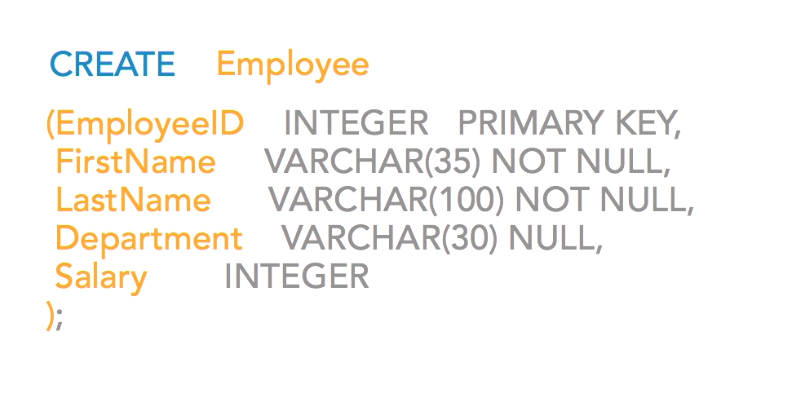 CREATE Employee
(EmployeeID INTEGER PRIMARY KEY,
FirstName VARCHAR(35) NOT NULL,
LastName VARCHAR(100) NOT NULL,
Department VARCHAR(30) NULL,
Salary INTEGER
);